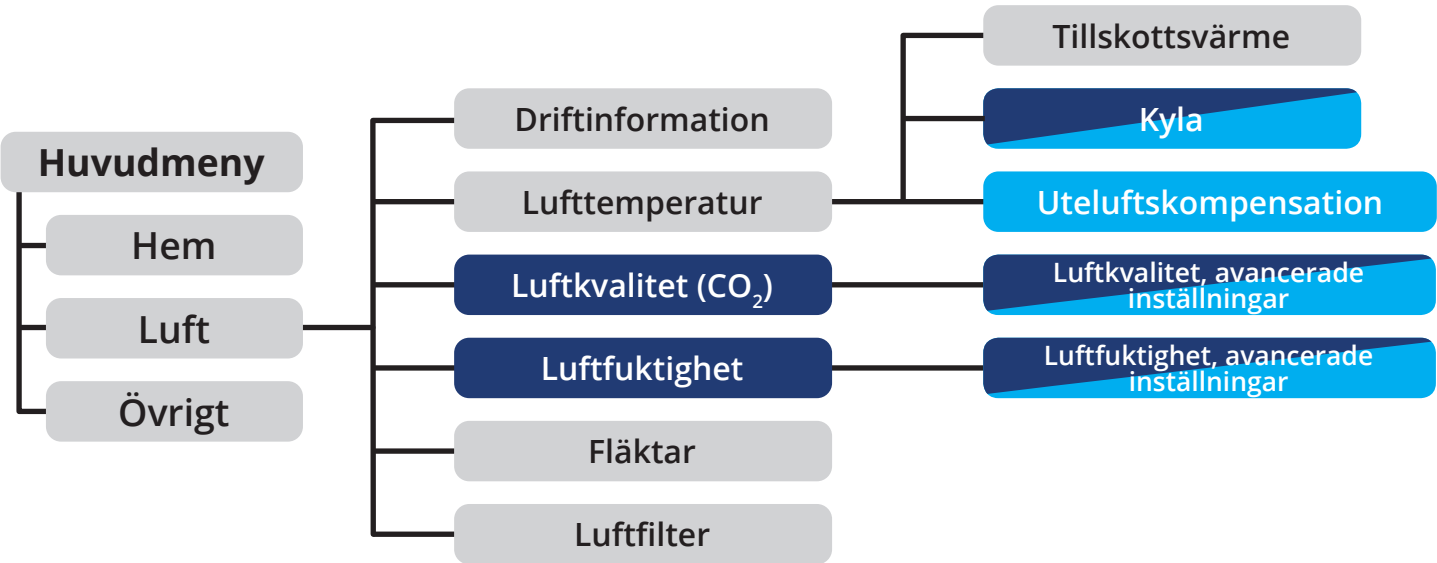 Huvudmeny
Hem
Luft
Övrigt
Driftinformation
Lufttemperatur
Luftkvalitet (CO₂)
Luftfuktighet
Fläktar
Luftfilter
Tillskottsvärme
Kyla
Uteluftskompensation
Luftkvalitet, avancerade
inställningar
Luftfuktighet, avancerade
inställningar